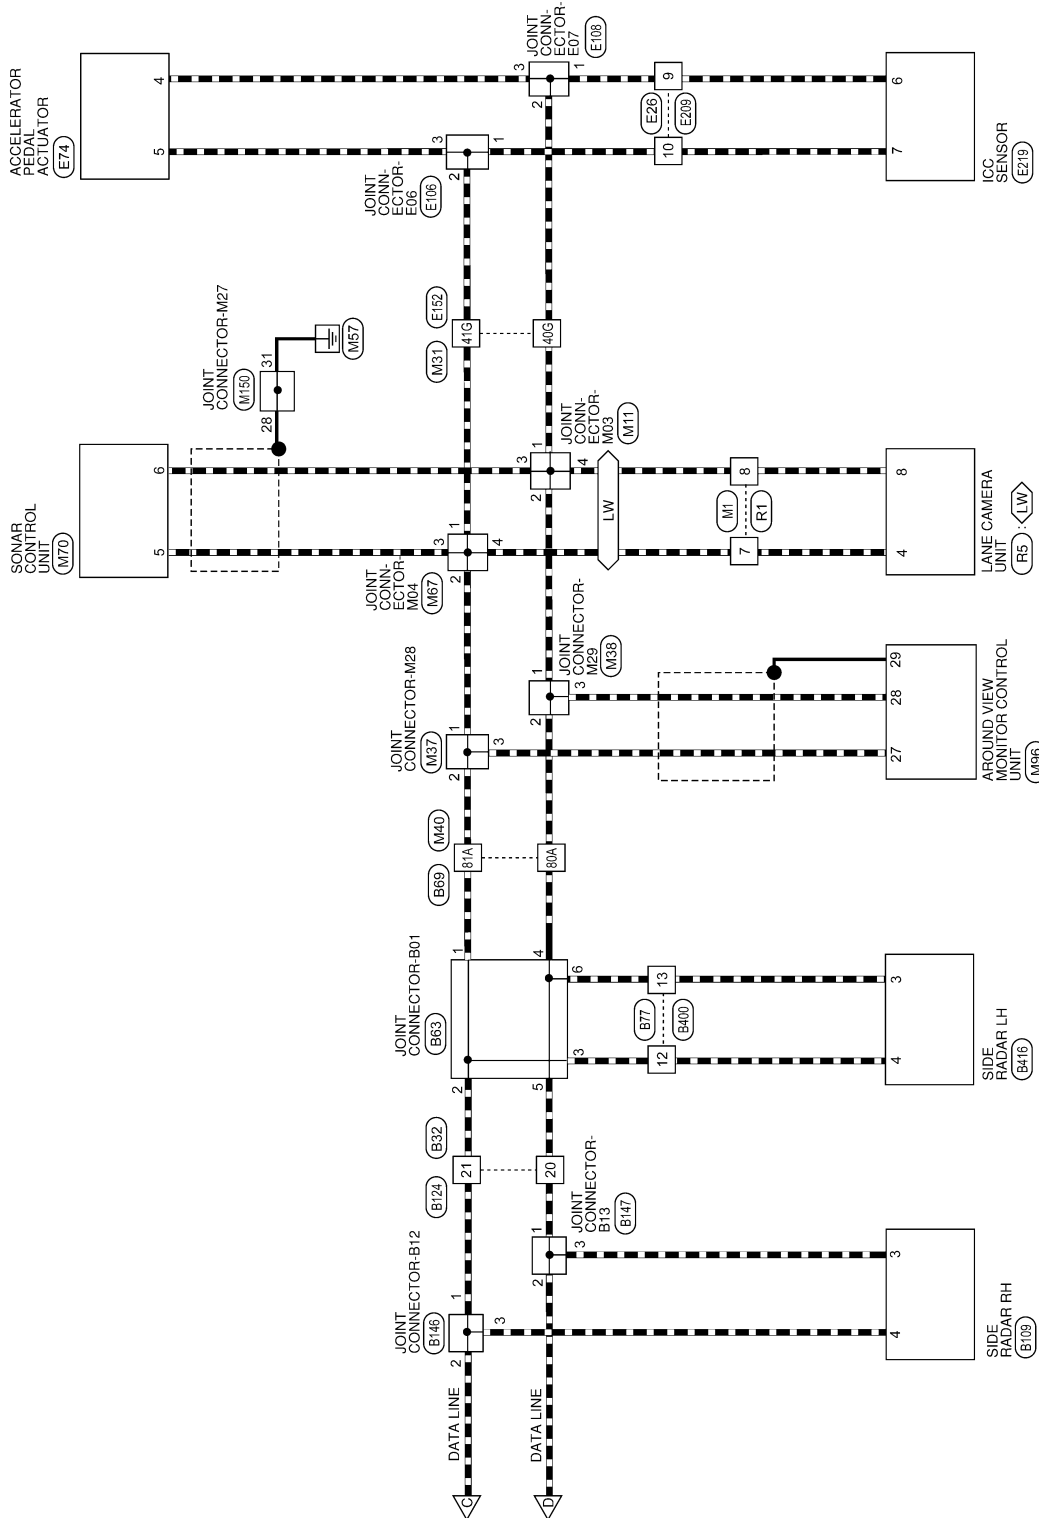 ACCELERATOR
PEDAL
ACTUATOR
E74
4
5
JOINT
CONN-
ECTOR-
E07
E108
3
1
2
JOINT
CONN-
ECTOR-
E06
E106
3
1
2
9
10
E26
E209
6
7
ICC
SENSOR
E219
E152
M31
41G
40G
JOINT
CONNECTOR-M27
M150
31
28
M57
SONAR
CONTROL
UNIT
M70
6
5
JOINT
CONN-
ECTOR-
M03
M11
3
1
2
4
JOINT
CONN-
ECTOR-
M04
M67
3
1
2
4
LW
8
7
M1
R1
8
4
LANE CAMERA
UNIT
R5 : LW
JOINT
CONNECTOR-M28
M37
1
2
3
JOINT
CONNECTOR-
M29
M38
1
2
3
29
28
27
AROUND VIEW
MONITOR CONTROL
UNIT
M96
M40
B69
81A
80A
JOINT
CONNECTOR-B01
B63
1
4
2
5
3
6
13
12
B77
B400
3
4
SIDE
RADAR LH
B416
B32
B124
21
20
JOINT
CONNECTOR-B12
B146
1
2
3
JOINT
CONNECTOR-
B13
B147
1
2
3
3
4
SIDE
RADAR RH
B109
DATA LINE
DATA LINE
C
D